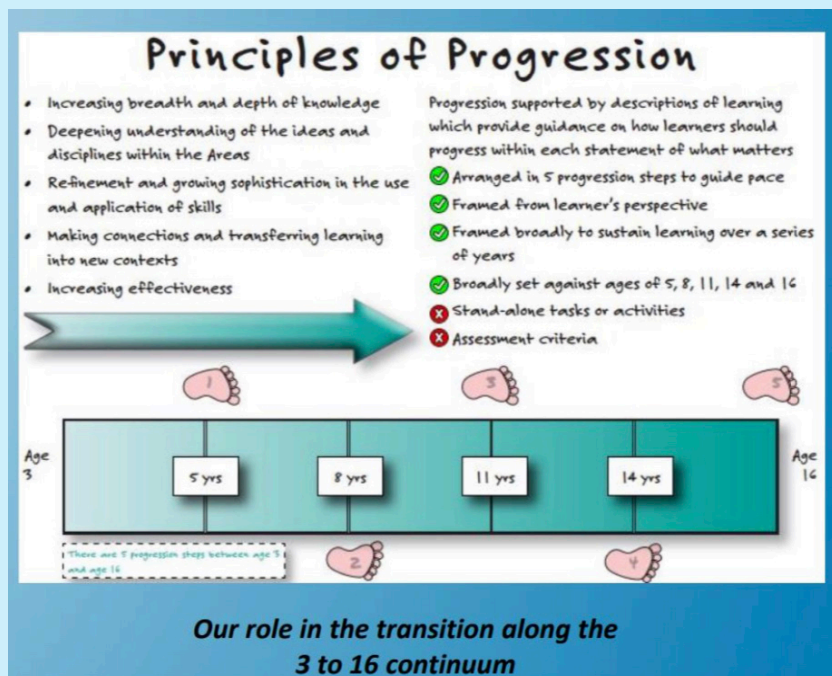 Principles of Progression
• Increasing breadth and depth of knowledge
• Deepening understanding of the ideas and
disciplines within the Areas
• Refinement and growing sophistication in the use
and application of skills
• Making connections and transferring learning
into new contexts
• Increasing effectiveness
Progression supported by descriptions of learning
which provide guidance on how learners should
progress within each statement of what matters
Arranged in 5 progression steps to guide pace
Framed from learner's perspective
Framed broadly to sustain learning over a series
of years
Broadly set against ages of 5, 8, 11, 14 and 16
Stand-alone tasks or activities
Assessment criteria
1
3
5
Age
3
5 yrs
8 yrs
11 yrs
14 yrs
Age
16
There are 5 progression steps between age 3
and age 16
2
4
Our role in the transition along the
3 to 16 continuum